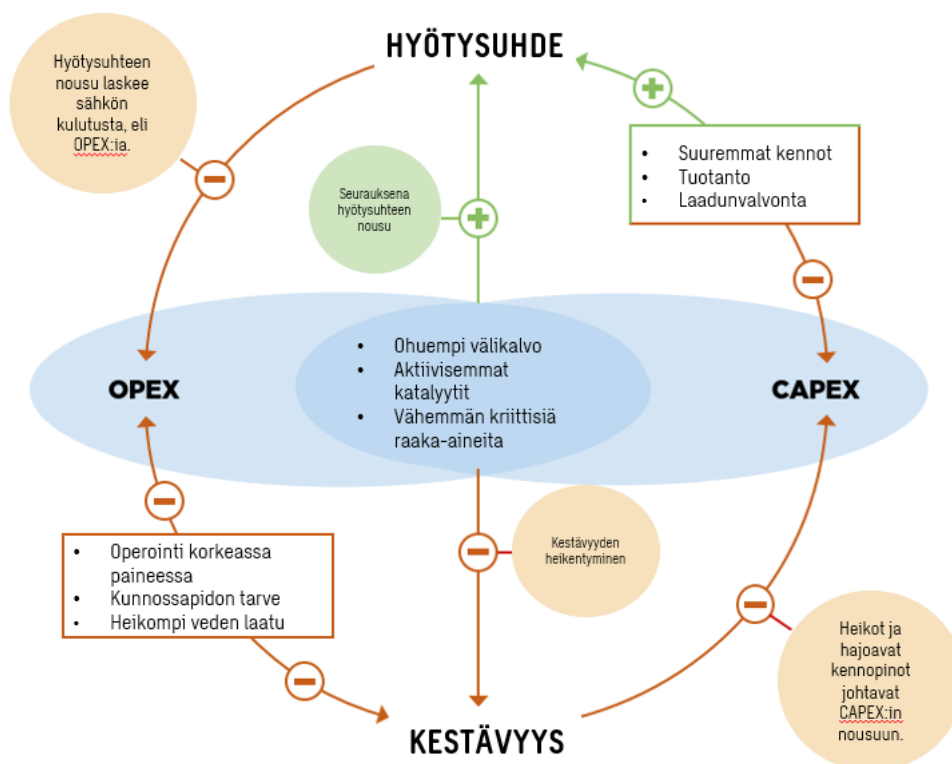 HYÖTYSUHDE
Hyötysuhteen
nousu laskee
sähkön
kulutusta, eli
OPEX:ia.
• Suuremmat kennot
• Tuotanto
• Laadunvalvonta
Seurauksena
hyötysuhteen
nousu
• Ohuempi välikalvo
• Aktiivisemmat
katalyytit
• Vähemmän kriittisiä
raaka-aineita
OPEX
CAPEX
• Operointi korkeassa
paineessa
• Kunnossapidon tarve
• Heikompi veden laatu
Kestävyyden
heikentyminen
Heikot ja
hajoavat
kennopinot
johtavat
CAPEX:in
nousuun.
KESTÄVYYS